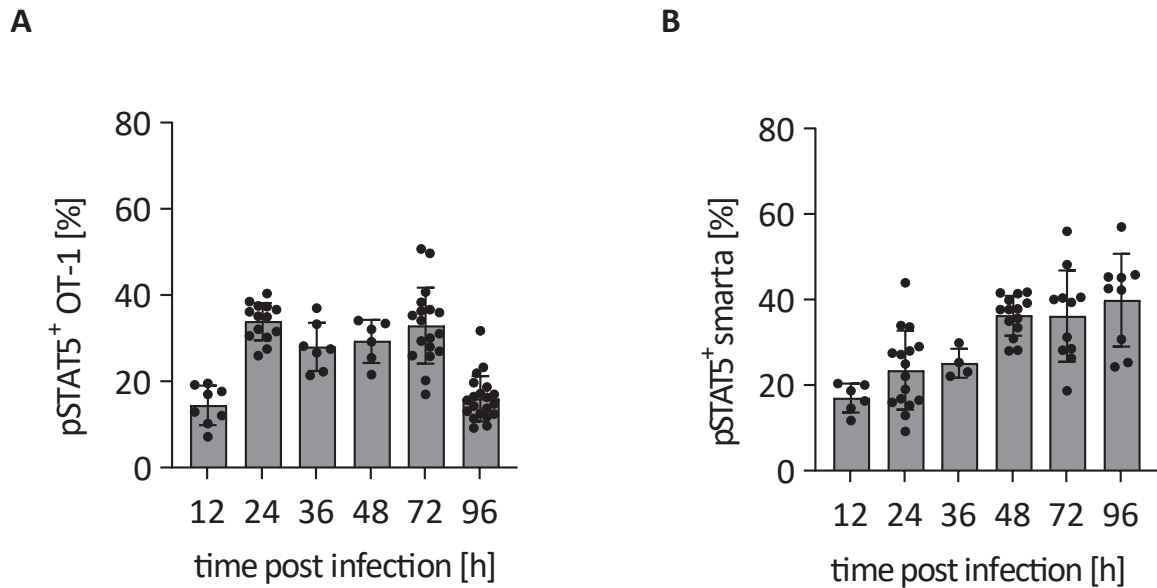 A
pSTAT5+ OT-1 [%]
80
60
40
20
0
12 24 36 48 72 96
time post infection [h]
B
pSTAT5+ smarta [%]
80
60
40
20
0
12 24 36 48 72 96
time post infection [h]